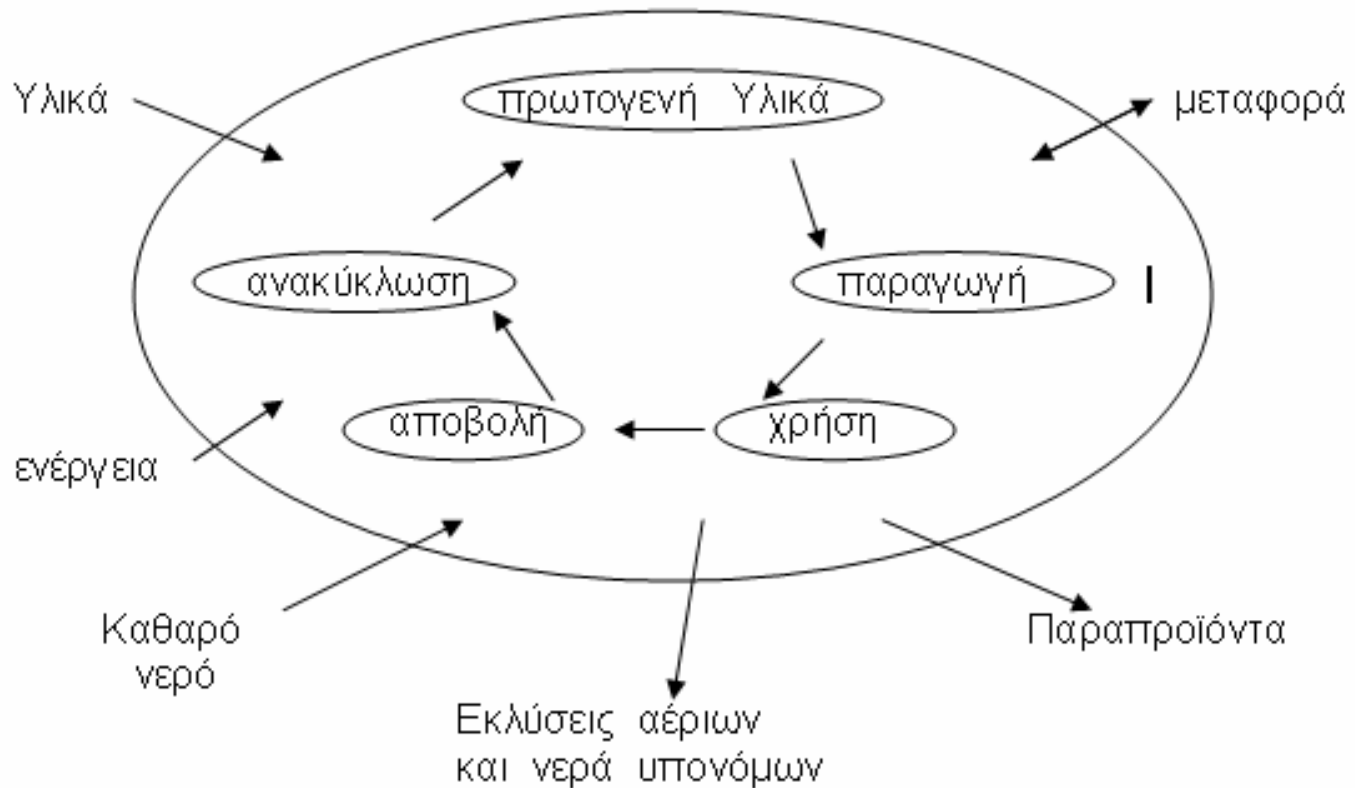 Υλικά
πρωτογενή Υλικά
μεταφορά
ανακύκλωση
παραγωγή
Ι
αποβολή
χρήση
ενέργεια
Καθαρό
νερό
Παραπροϊόντα
Εκλύσεις αέριων
και νερά υπονόμων